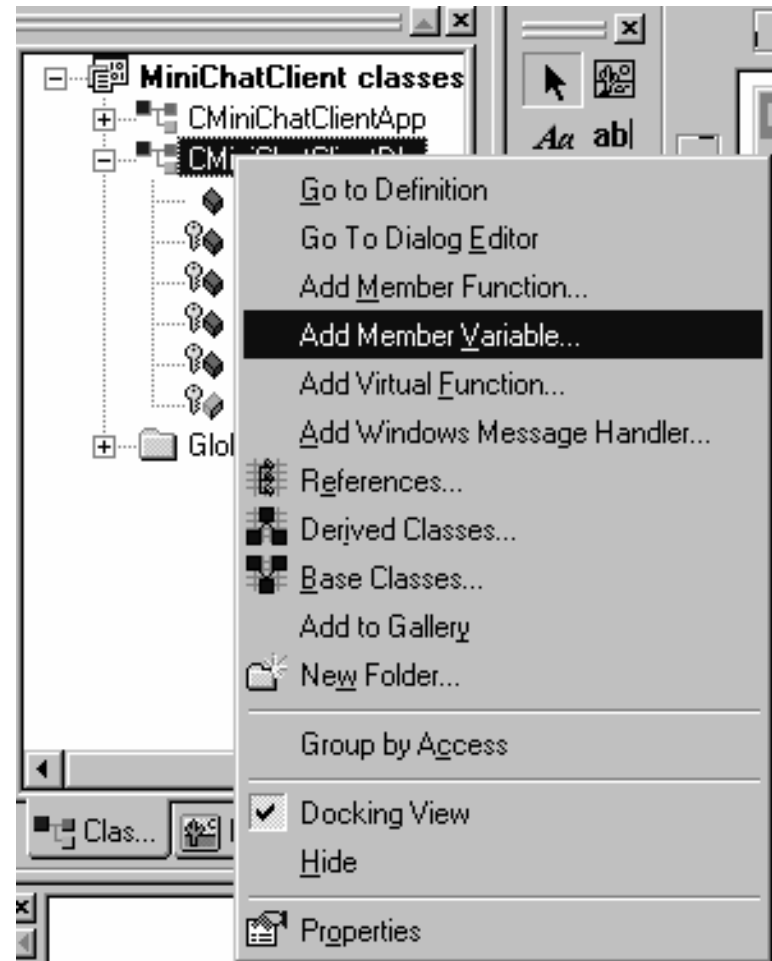 MiniChatClient classes
CMiniChatClientApp
Aa ab|
Go to Definition
Go To Dialog Editor
Add Member Function...
Add Member Variable...
Add Virtual Function...
Add Windows Message Handler...
References...
Derived Classes...
Base Classes...
Add to Gallery
New Folder...
Group by Access
Clas...
Docking View
Hide
Properties